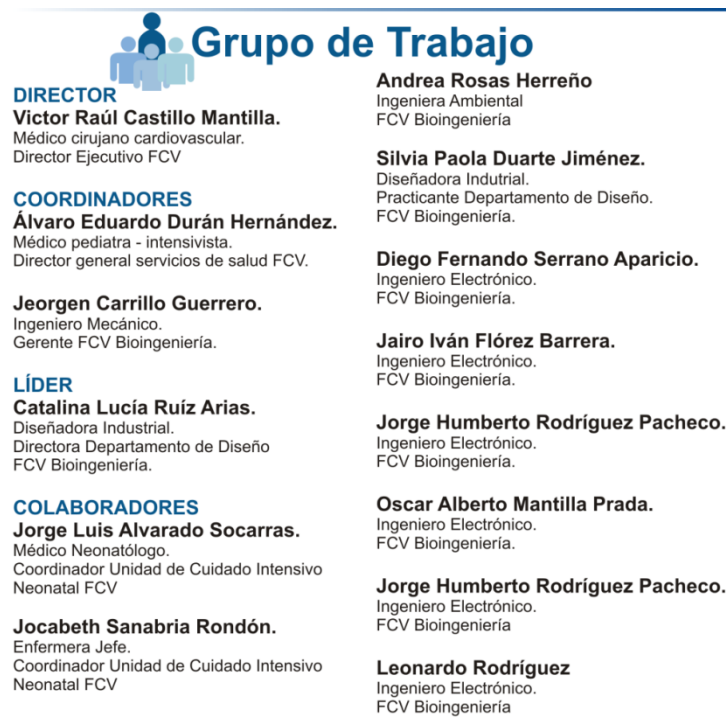 Grupo de Trabajo
DIRECTOR
Victor Raúl Castillo Mantilla.
Médico cirujano cardiovascular.
Director Ejecutivo FCV
COORDINADORES
Álvaro Eduardo Durán Hernández.
Médico pediatra - intensivista.
Director general servicios de salud FCV.
Jeorgen Carrillo Guerrero.
Ingeniero Mecánico.
Gerente FCV Bioingeniería.
LÍDER
Catalina Lucía Ruíz Arias.
Diseñadora Industrial.
Directora Departamento de Diseño
FCV Bioingeniería.
COLABORADORES
Jorge Luis Alvarado Socarras.
Médico Neonatólogo.
Coordinador Unidad de Cuidado Intensivo
Neonatal FCV
Jocabeth Sanabria Rondón.
Enfermera Jefe.
Coordinador Unidad de Cuidado Intensivo
Neonatal FCV
Andrea Rosas Herreño
Ingeniera Ambiental
FCV Bioingeniería
Silvia Paola Duarte Jiménez.
Diseñadora Indutrial.
Practicante Departamento de Diseño.
FCV Bioingeniería.
Diego Fernando Serrano Aparicio.
Ingeniero Electrónico.
FCV Bioingeniería.
Jairo Iván Flórez Barrera.
Ingeniero Electrónico.
FCV Bioingeniería.
Jorge Humberto Rodríguez Pacheco.
Ingeniero Electrónico.
FCV Bioingeniería.
Oscar Alberto Mantilla Prada.
Ingeniero Electrónico.
FCV Bioingeniería.
Jorge Humberto Rodríguez Pacheco.
Ingeniero Electrónico.
FCV Bioingeniería
Leonardo Rodríguez
Ingeniero Electrónico.
FCV Bioingeniería